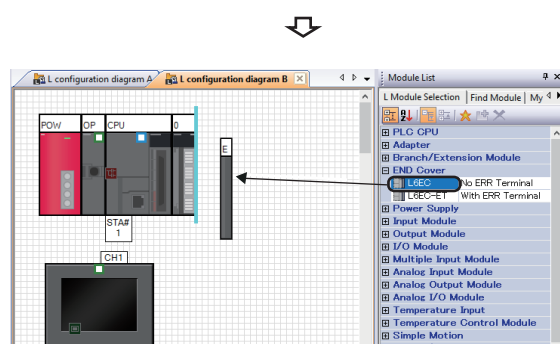 L configuration diagram A
L configuration diagram B
Module List
L Module Selection
Find Module
My
POW
OP
CPU
0
E
STA#
1
CH1
PLC CPU
Adapter
Branch/Extension Module
END Cover
L6EC No ERR Terminal
L6EC-ET With ERR Terminal
Power Supply
Input Module
Output Module
I/O Module
Multiple Input Module
Analog Input Module
Analog Output Module
Analog I/O Module
Temperature Input
Temperature Control Module
Simple Motion